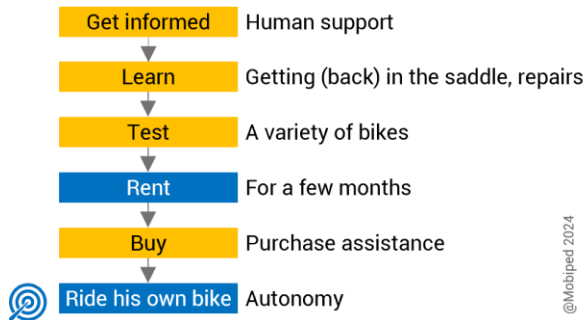 Get informed Human support
Learn Getting (back) in the saddle, repairs
Test A variety of bikes
Rent For a few months
Buy Purchase assistance
Ride his own bike Autonomy
@Mobiped 2024